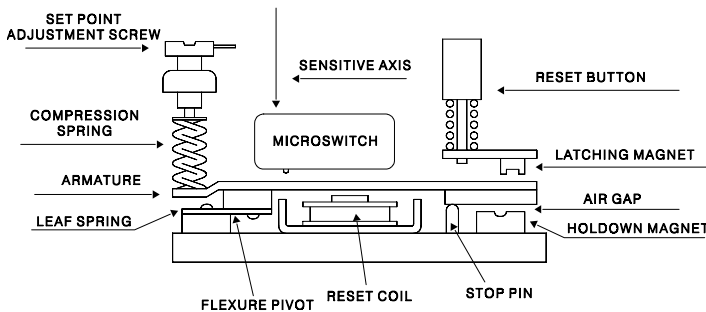 SET POINT
ADJUSTMENT SCREW
SENSITIVE AXIS
RESET BUTTON
COMPRESSION
SPRING
MICROSWITCH
LATCHING MAGNET
ARMATURE
AIR GAP
LEAF SPRING
HOLDOWN MAGNET
FLEXURE PIVOT
RESET COIL
STOP PIN